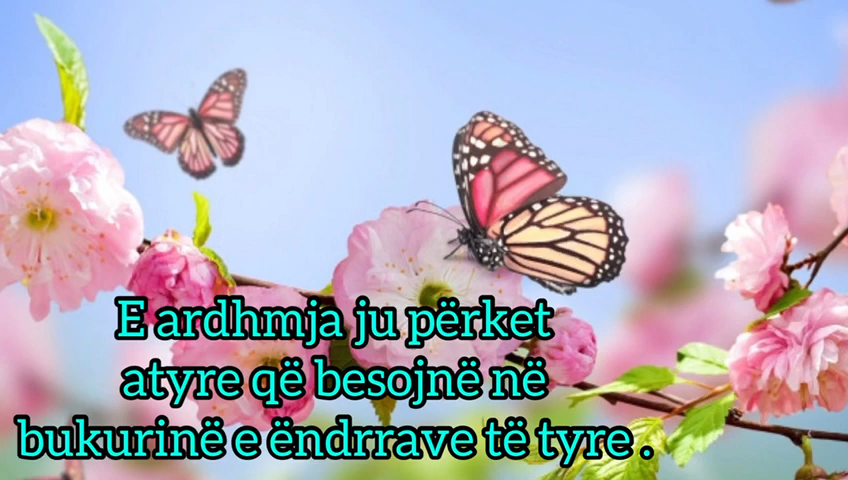 E ardhmja ju përket
atyre që besojnë në
bukurinë e ëndrrave të tyre .